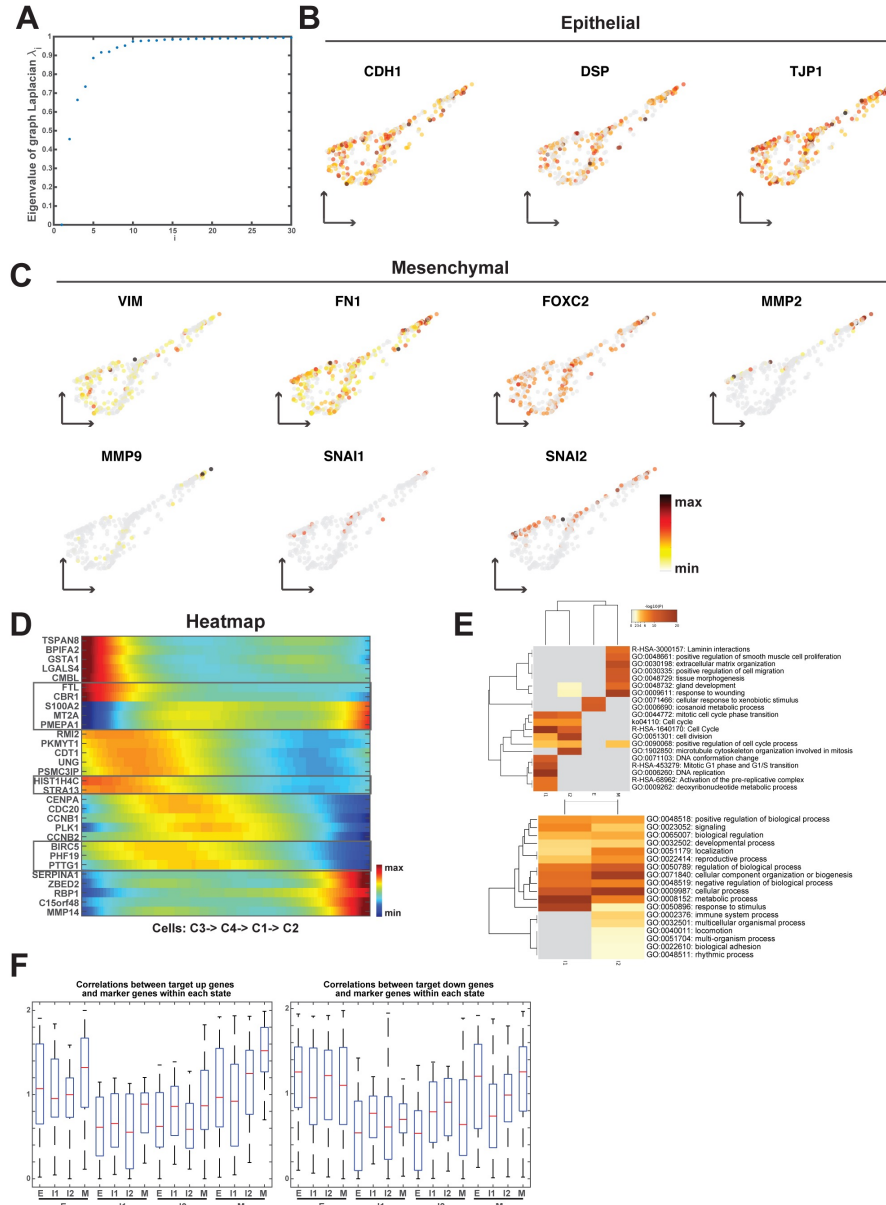 A
Eigenvalue of graph Laplacian λi
1
0.9
0.8
0.7
0.6
0.5
0.4
0.3
0.2
0.1
0
0 5 10 15 20 25 30
i
B
Epithelial
CDH1 DSP TJP1
C
Mesenchymal
VIM FN1 FOXC2 MMP2
MMP9 SNAI1 SNAI2
max
min
D
Heatmap
TSPAN8
BPIFA2
GSTA1
LGALS4
CMBL
FTL
CBR1
S100A2
MT2A
PMEPA1
RMI2
PKMYT1
CDT1
UNG
PSMC3IP
HIST1H4C
STRA13
CENPA
CDC20
CCNB1
PLK1
CCNB2
BIRC5
PHF19
PTTG1
SERPINA1
ZBED2
RBP1
C15orf48
MMP14
max
min
Cells: C3-> C4-> C1-> C2
E
-log10(P)
R-HSA-3000157: Laminin interactions
GO:0048661: positive regulation of smooth muscle cell proliferation
GO:0030198: extracellular matrix organization
GO:0030335: positive regulation of cell migration
GO:0048729: tissue morphogenesis
GO:0048732: gland development
GO:0009611: response to wounding
GO:0071466: cellular response to xenobiotic stimulus
GO:0006690: icosanoid metabolic process
GO:0044772: mitotic cell cycle phase transition
ko04110: Cell cycle
R-HSA-1640170: Cell Cycle
GO:0051301: cell division
GO:0090068: positive regulation of cell cycle process
GO:1902850: microtubule cytoskeleton organization involved in mitosis
GO:0071103: DNA conformation change
R-HSA-453279: Mitotic G1 phase and G1/S transition
GO:0006260: DNA replication
R-HSA-68962: Activation of the pre-replicative complex
GO:0009262: deoxyribonucleotide metabolic process
I1 I2 E M
GO:0048518: positive regulation of biological process
GO:0023052: signaling
GO:0065007: biological regulation
GO:0032502: developmental process
GO:0051179: localization
GO:0022414: reproductive process
GO:0050789: regulation of biological process
GO:0071840: cellular component organization or biogenesis
GO:0048519: negative regulation of biological process
GO:0009987: cellular process
GO:0008152: metabolic process
GO:0050896: response to stimulus
GO:0002376: immune system process
GO:0032501: multicellular organismal process
GO:0040011: locomotion
GO:0051704: multi-organism process
GO:0022610: biological adhesion
GO:0048511: rhythmic process
I1 I2
F
Correlations between target up genes
and marker genes within each state
2
1
0
E I1 I2 M E I1 I2 M E I1 I2 M E I1 I2 M
Correlations between target down genes
and marker genes within each state
2
1
0
E I1 I2 M E I1 I2 M E I1 I2 M E I1 I2 M